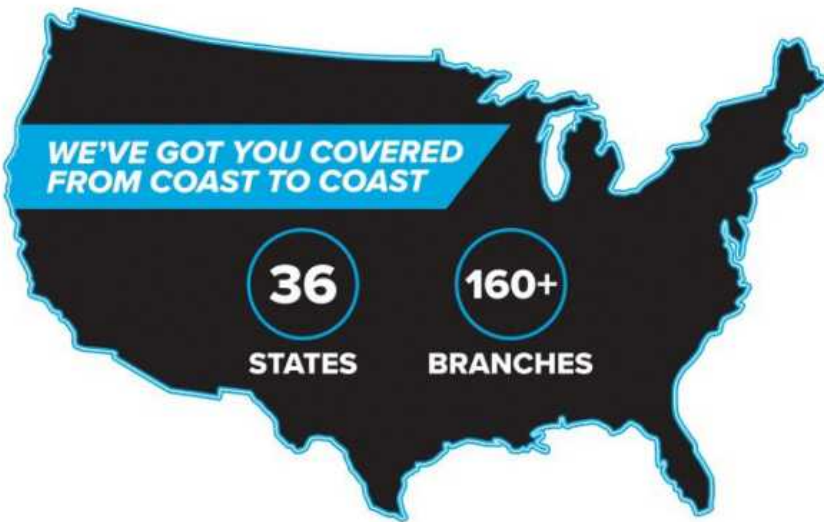 WE'VE GOT YOU COVERED
FROM COAST TO COAST
36
STATES
160+
BRANCHES